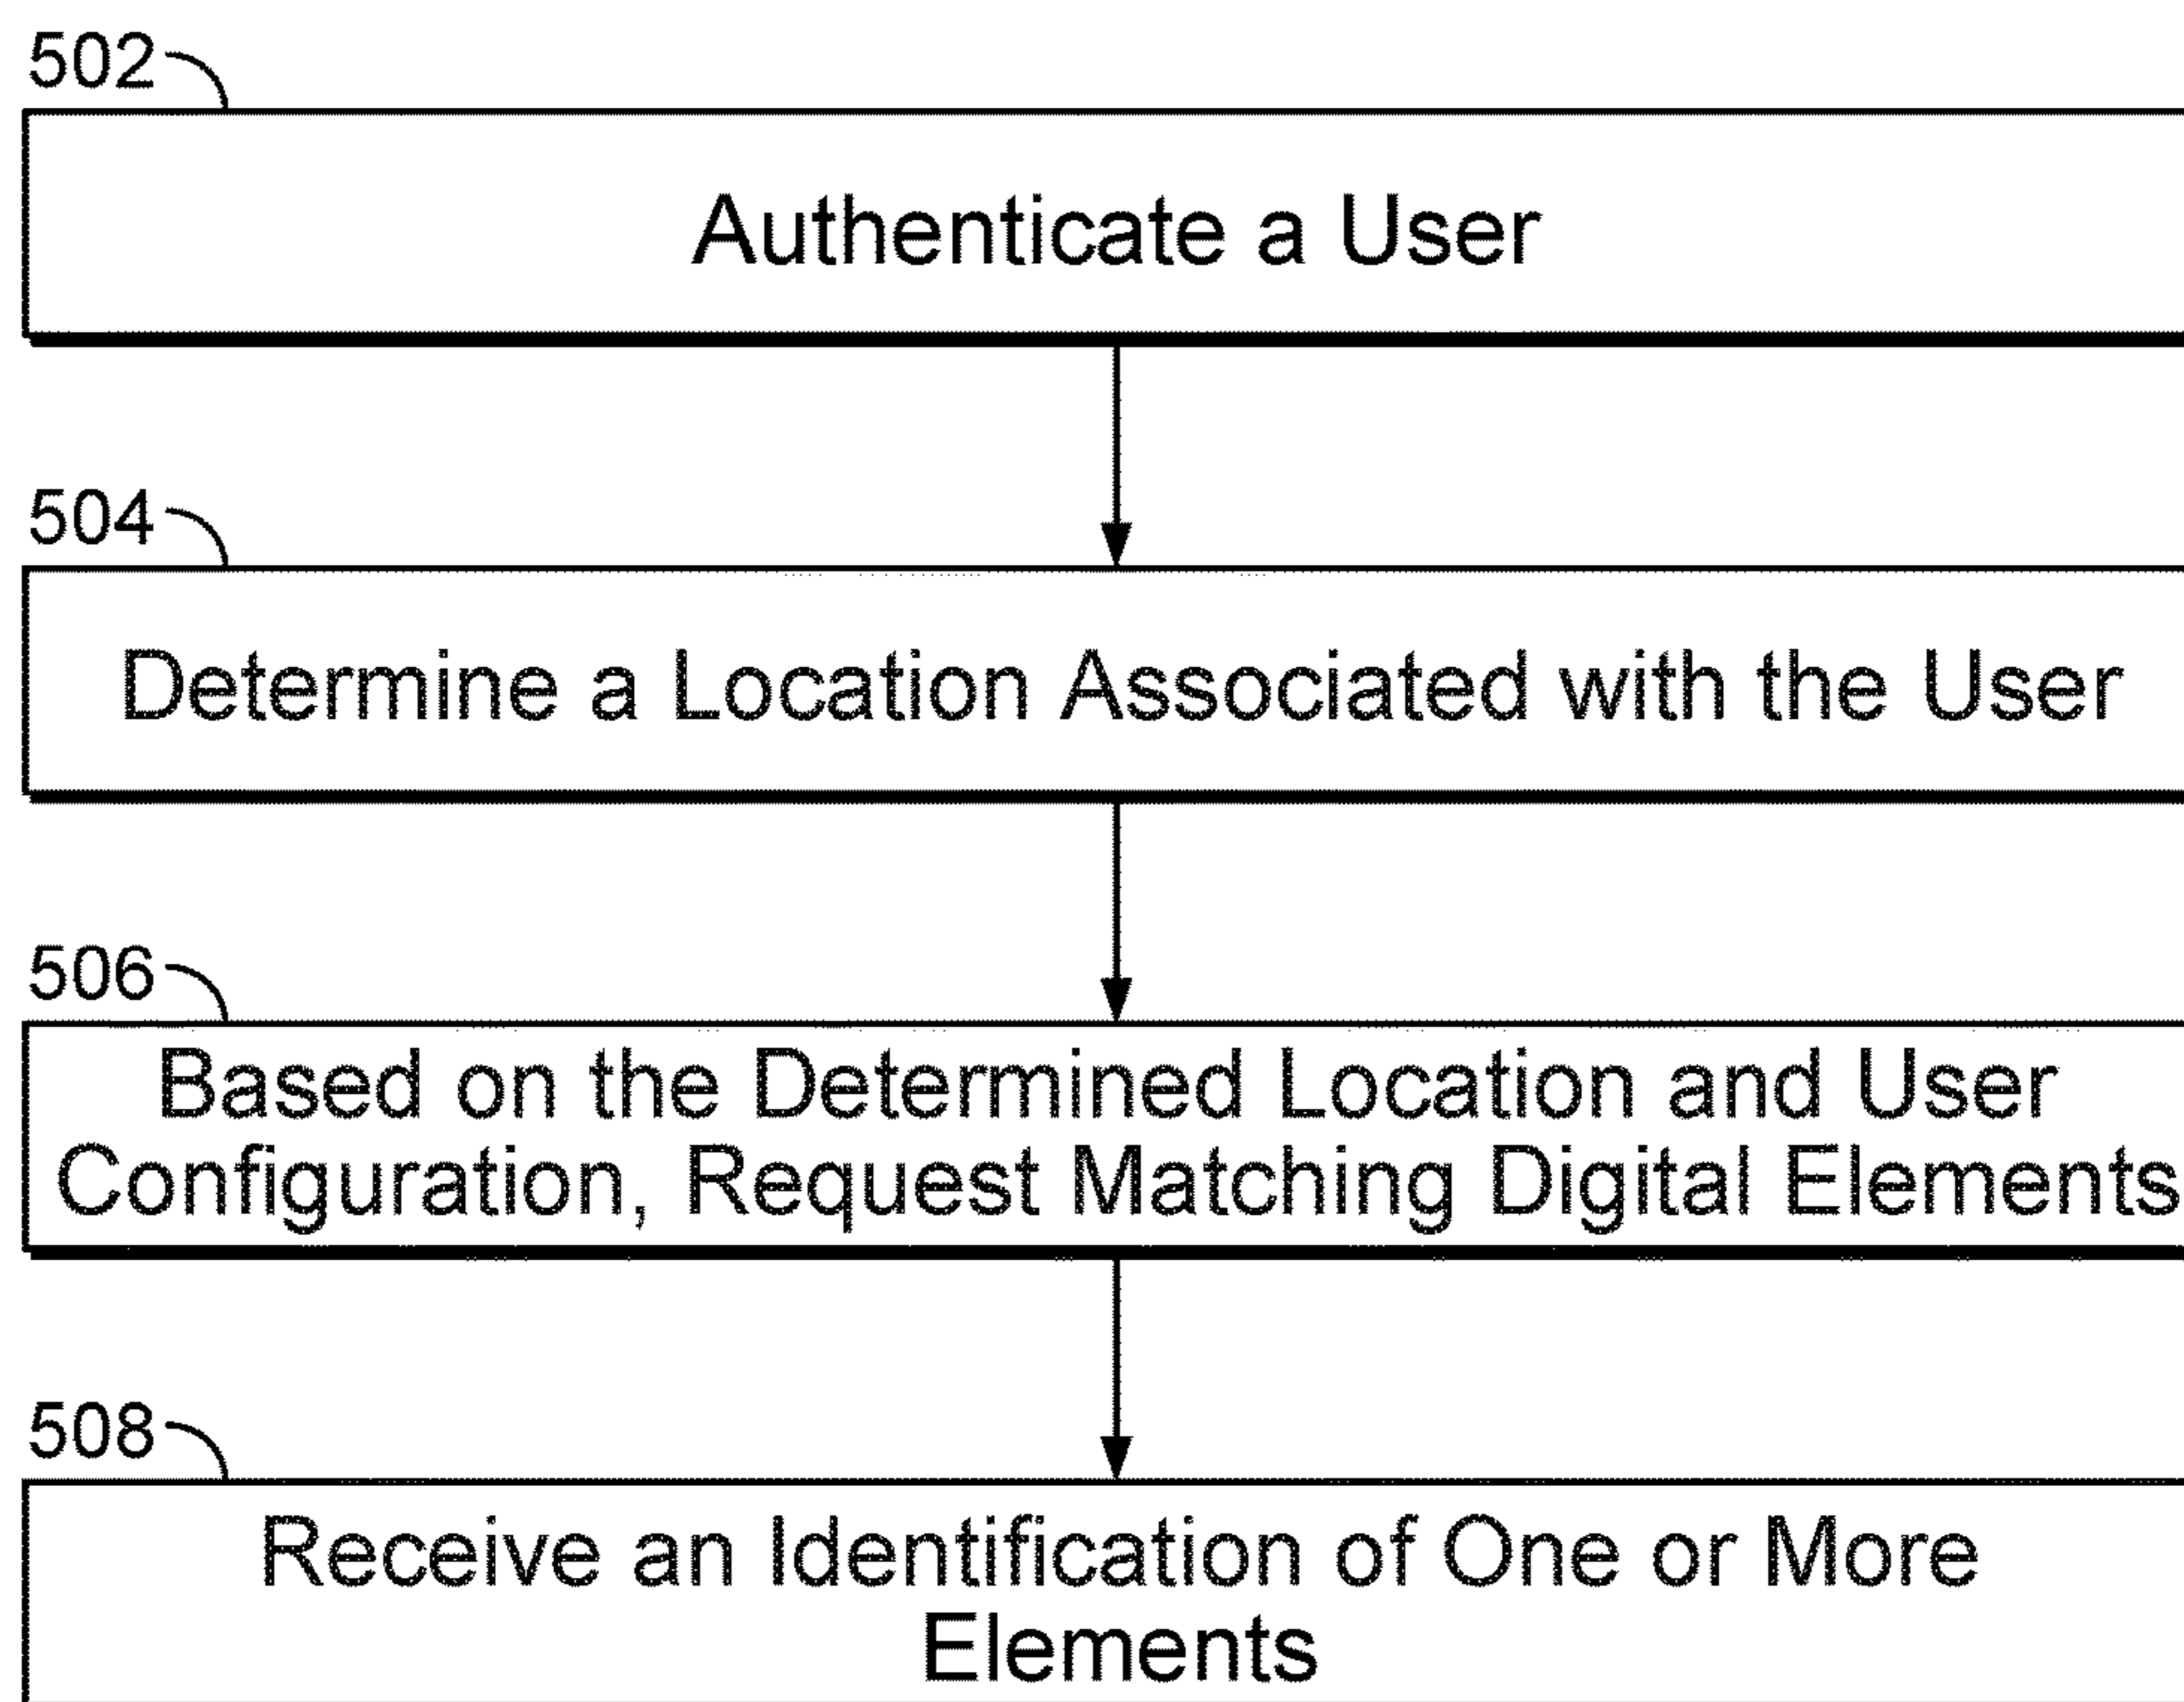 502
Authenticate a User
504
Determine a Location Associated with the User
506
Based on the Determined Location and User
Configuration, Request Matching Digital Elements
508
Receive an Identification of One or More
Elements